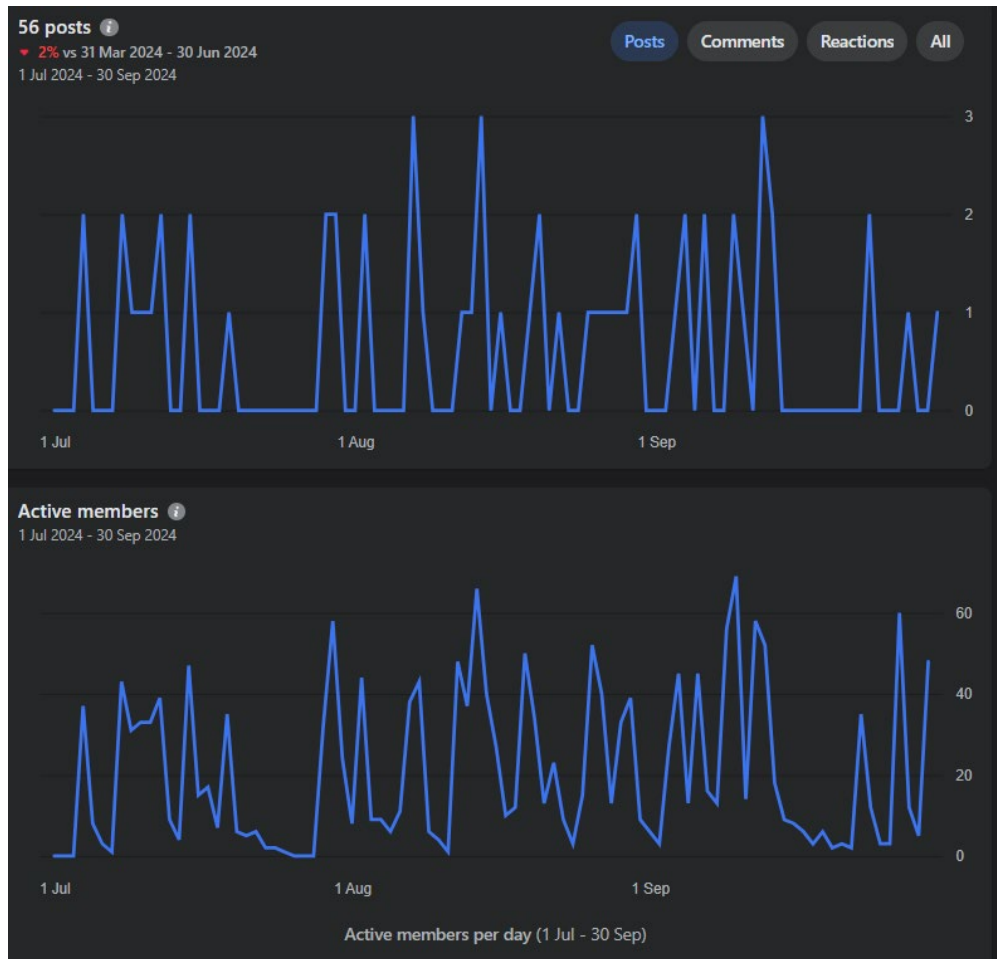 56 posts
2% vs 31 Mar 2024 - 30 Jun 2024
1 Jul 2024 - 30 Sep 2024
Posts Comments Reactions All
3
2
1
0
1 Jul 1 Aug 1 Sep
Active members
1 Jul 2024 - 30 Sep 2024
60
40
20
0
1 Jul 1 Aug 1 Sep
Active members per day (1 Jul - 30 Sep)